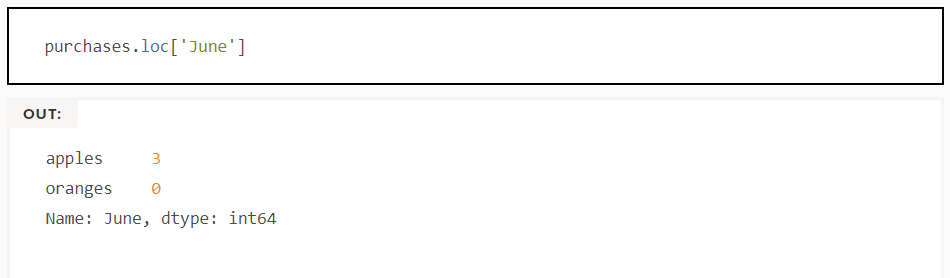 purchases.loc['June']
OUT:
apples 3
oranges 0
Name: June, dtype: int64